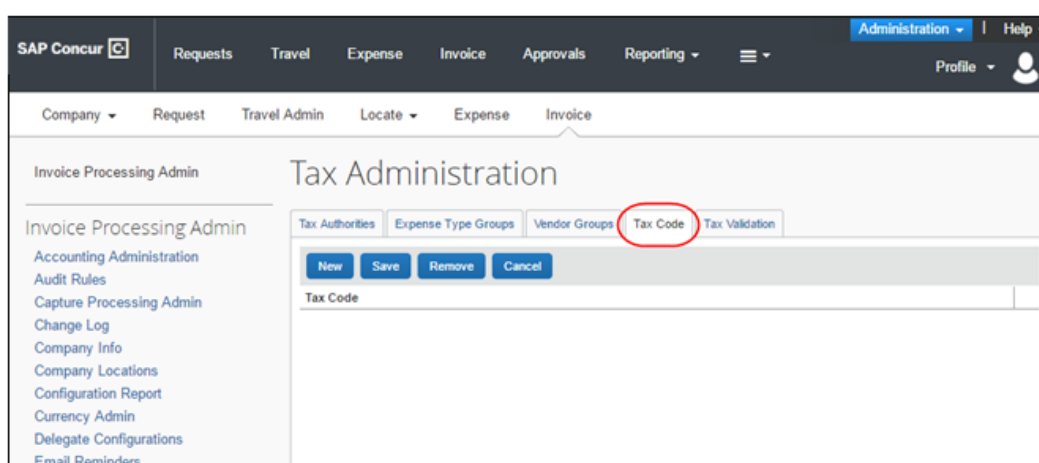 Administration | Help
SAP Concur C Requests Travel Expense Invoice Approvals Reporting
Profile
Company Request Travel Admin Locate Expense Invoice
Invoice Processing Admin
Tax Administration
Invoice Processing Admin
Tax Authorities Expense Type Groups Vendor Groups Tax Code Tax Validation
Accounting Administration
New Save Remove Cancel
Audit Rules
Capture Processing Admin
Tax Code
Change Log
Company Info
Company Locations
Configuration Report
Currency Admin
Delegate Configurations
Email Reminders